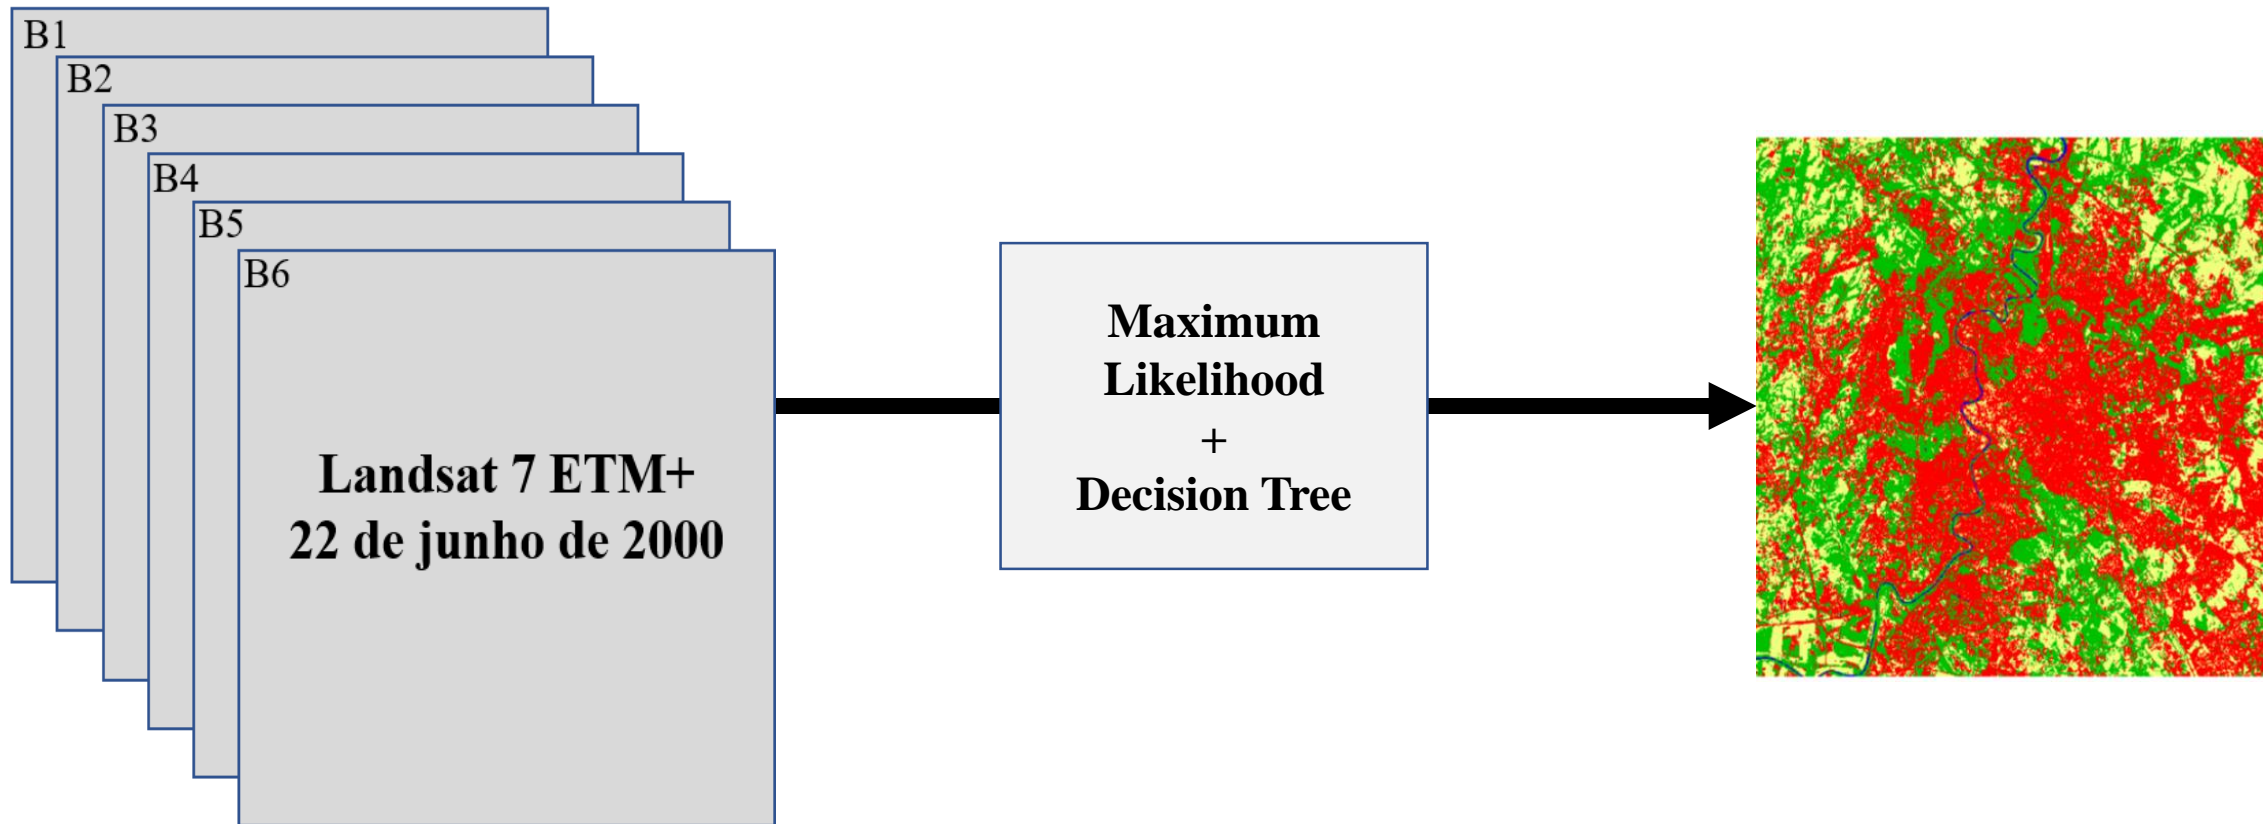 B1
B2
B3
B4
B5
B6
Landsat 7 ETM+
22 de junho de 2000
Maximum
Likelihood
+
Decision Tree